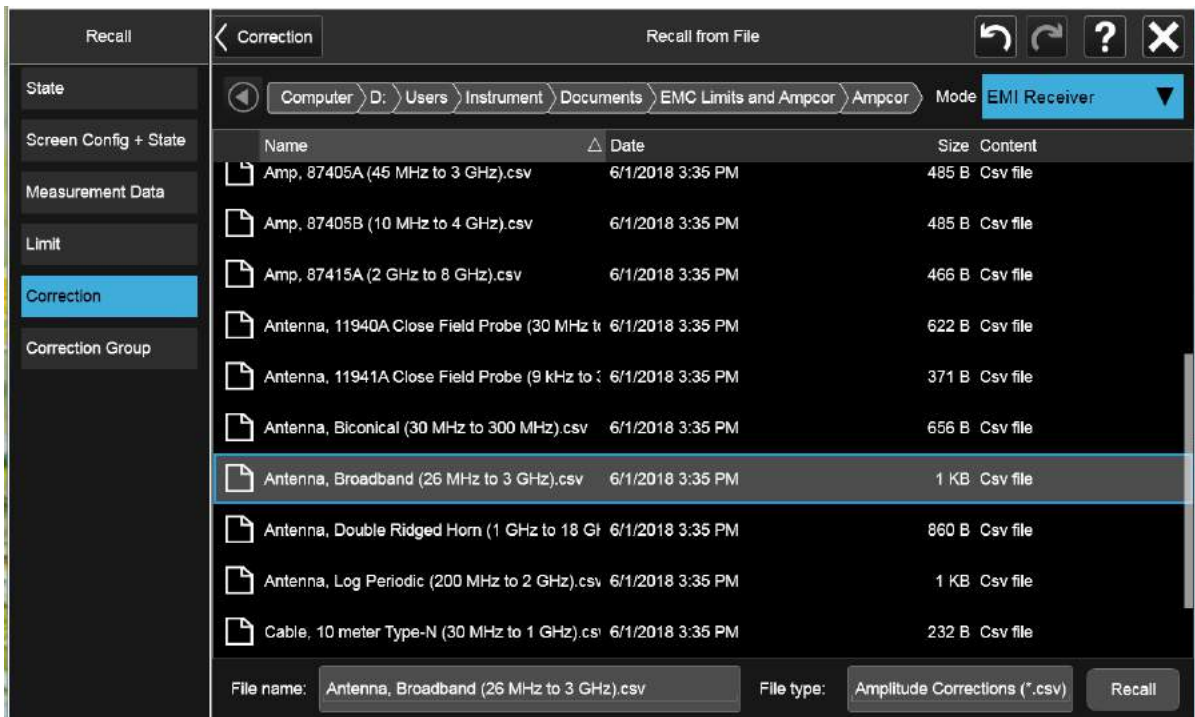 Recall
Correction
Recall from File
?
State
Screen Config + State
Measurement Data
Limit
Correction
Correction Group
Computer D: Users Instrument Documents EMC Limits and Ampcor Ampcor
Mode EMI Receiver
Name Date Size Content
Amp, 87405A (45 MHz to 3 GHz).csv 6/1/2018 3:35 PM 485 B Csv file
Amp, 87405B (10 MHz to 4 GHz).csv 6/1/2018 3:35 PM 485 B Csv file
Amp, 87415A (2 GHz to 8 GHz).csv 6/1/2018 3:35 PM 466 B Csv file
Antenna, 11940A Close Field Probe (30 MHz 6/1/2018 3:35 PM 622 B Csv file
Antenna, 11941A Close Field Probe (9 kHz to 6/1/2018 3:35 PM 371 B Csv file
Antenna, Biconical (30 MHz to 300 MHz).csv 6/1/2018 3:35 PM 656 B Csv file
Antenna, Broadband (26 MHz to 3 GHz).csv 6/1/2018 3:35 PM 1 KB Csv file
Antenna, Double Ridged Horn (1 GHz to 18 6/1/2018 3:35 PM 860 B Csv file
Antenna, Log Periodic (200 MHz to 2 GHz).csv 6/1/2018 3:35 PM 1 KB Csv file
Cable, 10 meter Type-N (30 MHz to 1 GHz).cs 6/1/2018 3:35 PM 232 B Csv file
File name: Antenna, Broadband (26 MHz to 3 GHz).csv File type: Amplitude Corrections (*.csv) Recall